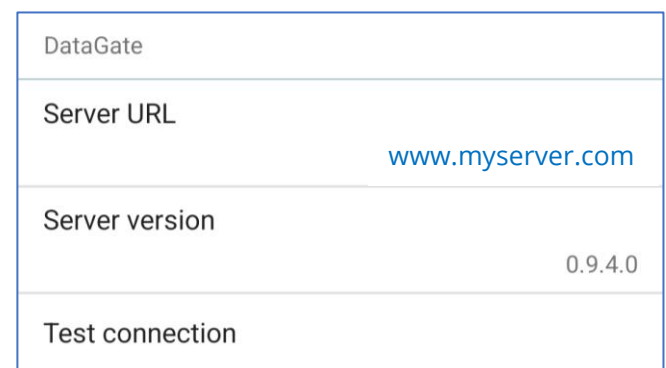 DataGate
Server URL
www.myserver.com
Server version
0.9.4.0
Test connection